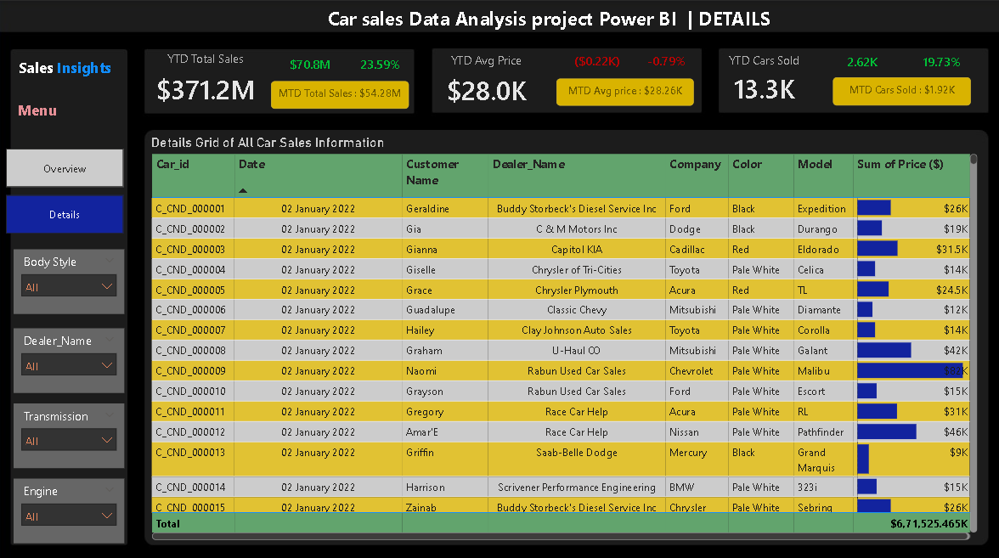 Car sales Data Analysis project Power BI | DETAILS
Sales Insights
Menu
Overview
Details
Body Style
All
Dealer_Name
All
Transmission
All
Engine
All
YTD Total Sales
$70.8M 23.59%
$371.2M
MTD Total Sales : $54.28M
YTD Avg Price
($0.22K) -0.79%
$28.0K
MTD Avg price : $28.26K
YTD Cars Sold
2.62K 19.73%
13.3K
MTD Cars Sold : $1.92K
Details Grid of All Car Sales Information
Car_id Date Customer Name Dealer_Name Company Color Model Sum of Price ($)
C_CND_000001 02 January 2022 Geraldine Buddy Storbeck's Diesel Service Inc Ford Black Expedition $26K
C_CND_000002 02 January 2022 Gia C & M Motors Inc Dodge Black Durango $19K
C_CND_000003 02 January 2022 Gianna Capitol KIA Cadillac Red Eldorado $31.5K
C_CND_000004 02 January 2022 Giselle Chrysler of Tri-Cities Toyota Pale White Celica $14K
C_CND_000005 02 January 2022 Grace Chrysler Plymouth Acura Red TL $24.5K
C_CND_000006 02 January 2022 Guadalupe Classic Chevy Mitsubishi Pale White Diamante $12K
C_CND_000007 02 January 2022 Hailey Clay Johnson Auto Sales Toyota Pale White Corolla $14K
C_CND_000008 02 January 2022 Graham U-Haul CO Mitsubishi Pale White Galant $42K
C_CND_000009 02 January 2022 Naomi Rabun Used Car Sales Chevrolet Pale White Malibu $82K
C_CND_000010 02 January 2022 Grayson Rabun Used Car Sales Ford Pale White Escort $15K
C_CND_000011 02 January 2022 Gregory Race Car Help Acura Pale White RL $31K
C_CND_000012 02 January 2022 Amar'E Race Car Help Nissan Pale White Pathfinder $46K
C_CND_000013 02 January 2022 Griffin Saab-Belle Dodge Mercury Black Grand Marquis $9K
C_CND_000014 02 January 2022 Harrison Scrivener Performance Engineering BMW Pale White 323i $15K
C_CND_000015 02 January 2022 Zainab Buddy Storbeck's Diesel Service Inc Chrysler Pale White Sebring $26K
Total $6,71,525.465K